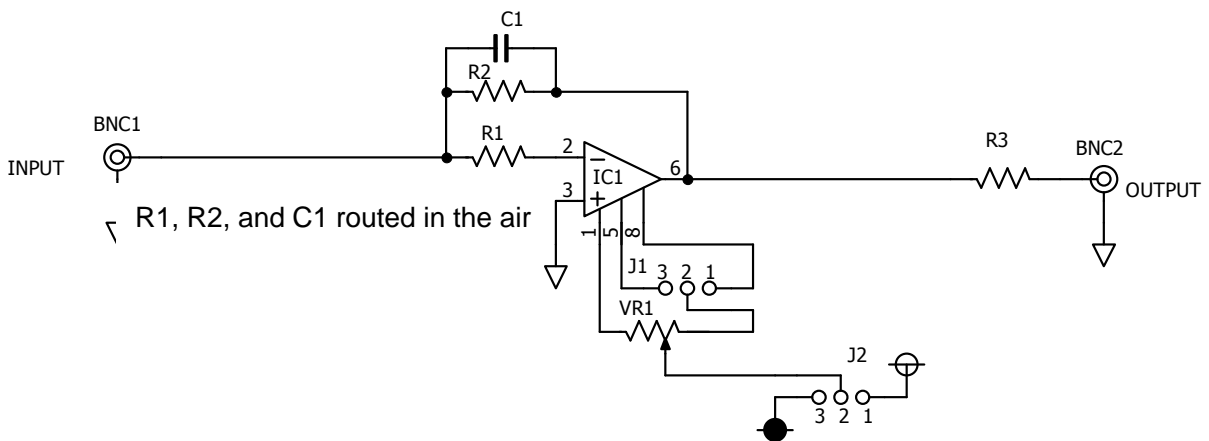 C1
R2
BNC1
R1
R3
BNC2
INPUT
2
6
IC1
3
OUTPUT
R1, R2, and C1 routed in the air
1
5
8
J1
3 2 1
VR1
J2
3 2 1